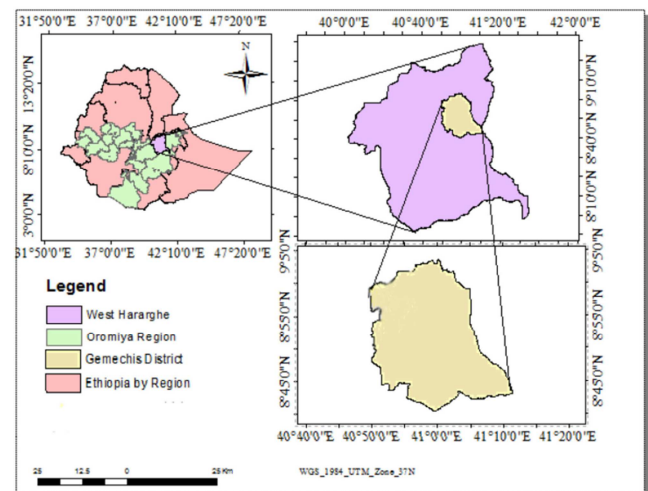 31°50'0"E 37°0'0"E 42°10'0"E 47°20'0"E
N
13°20'0"N
8°10'0"N
3°0'0"N
31°50'0"E 37°0'0"E 42°10'0"E 47°20'0"E
40°0'0"E 40°40'0"E 41°20'0"E 42°0'0"E
9°10'0"N
8°40'0"N
8°10'0"N
9°5'0"N 9°5'0"N
8°55'0"N 8°55'0"N
8°45'0"N 8°45'0"N
40°40'0"E 40°50'0"E 41°0'0"E 41°10'0"E 41°20'0"E
Legend
West Hararghe
Oromiya Region
Gemechis District
Ethiopia by Region
25 12.5 0 25 Km
WGS_1984_UTM_Zone_37N